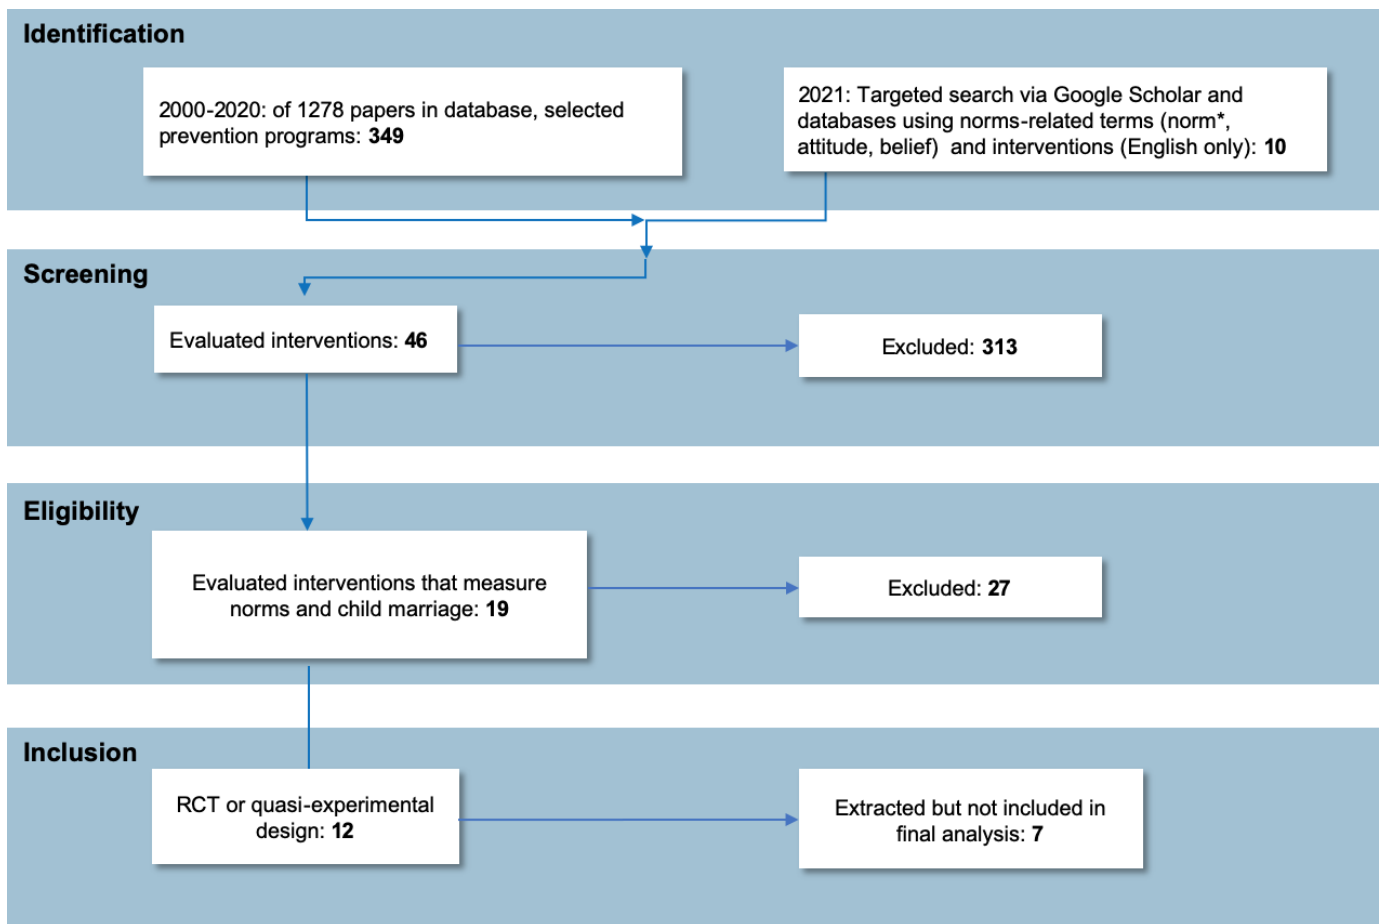 Identification
2000-2020: of 1278 papers in database, selected
prevention programs: 349
2021: Targeted search via Google Scholar and
databases using norms-related terms (norm*,
attitude, belief)  and interventions (English only): 10
Screening
Evaluated interventions: 46
Excluded: 313
Eligibility
Evaluated interventions that measure
norms and child marriage: 19
Excluded: 27
Inclusion
RCT or quasi-experimental
design: 12
Extracted but not included in
final analysis: 7